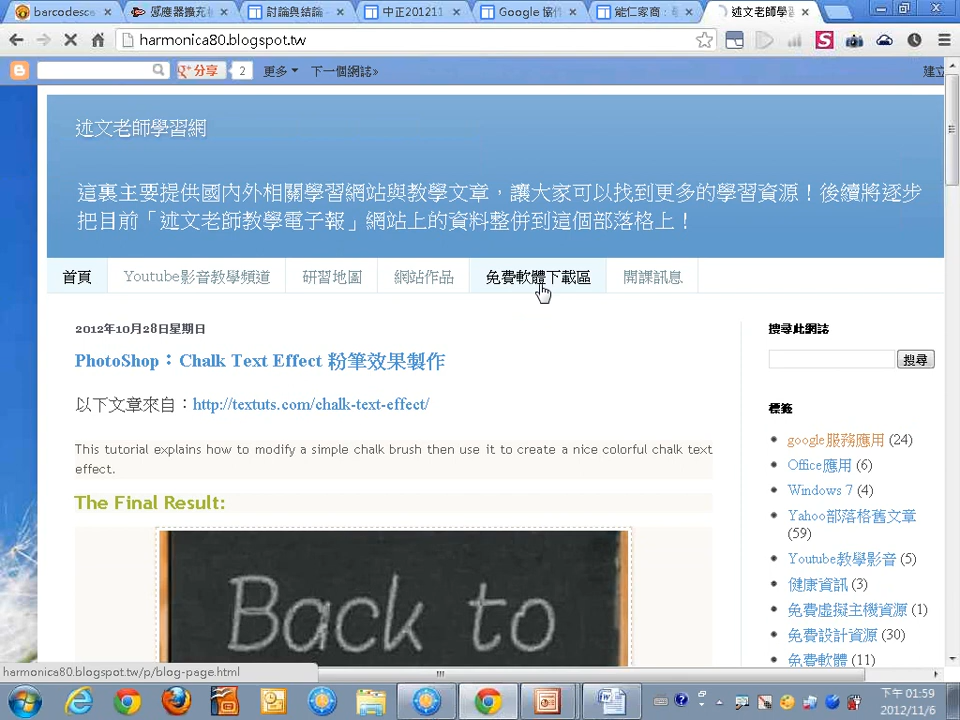 barcodesca
感應器擴充
討論與結論 -
中正201211
Google 協作
能仁家商：
述文老師學習
harmonica80.blogspot.tw
分享
2
更多
下一個網誌»
建立
述文老師學習網
這裏主要提供國內外相關學習網站與教學文章，讓大家可以找到更多的學習資源！後續將逐步
把目前「述文老師教學電子報」網站上的資料整併到這個部落格上！
首頁
Youtube影音教學頻道
研習地圖
網站作品
免費軟體下載區
開課訊息
2012年10月28日星期日
PhotoShop：Chalk Text Effect 粉筆效果製作
以下文章來自：http://textuts.com/chalk-text-effect/
This tutorial explains how to modify a simple chalk brush then use it to create a nice colorful chalk text
effect.
The Final Result:
Back to
搜尋此網誌
搜尋
標籤
google服務應用 (24)
Office應用 (6)
Windows 7 (4)
Yahoo部落格舊文章
(59)
Youtube教學影音 (5)
健康資訊 (3)
免費虛擬主機資源 (1)
免費設計資源 (30)
免費軟體 (11)
harmonica80.blogspot.tw/p/blog-page.html
下午 01:59
2012/11/6